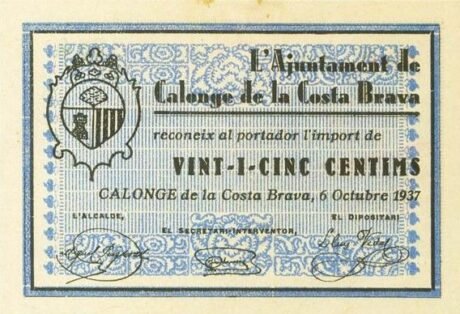 L'Ajuntament de
Calonge de la Costa Brava
reconeix al portador l'import de
VINT-I-CINC CENTIMS
CALONGE de la Costa Brava, 6 Octubre 1937
L'ALCALDE,
EL SECRETARI-INTERVENTOR,
EL DIPOSITARI